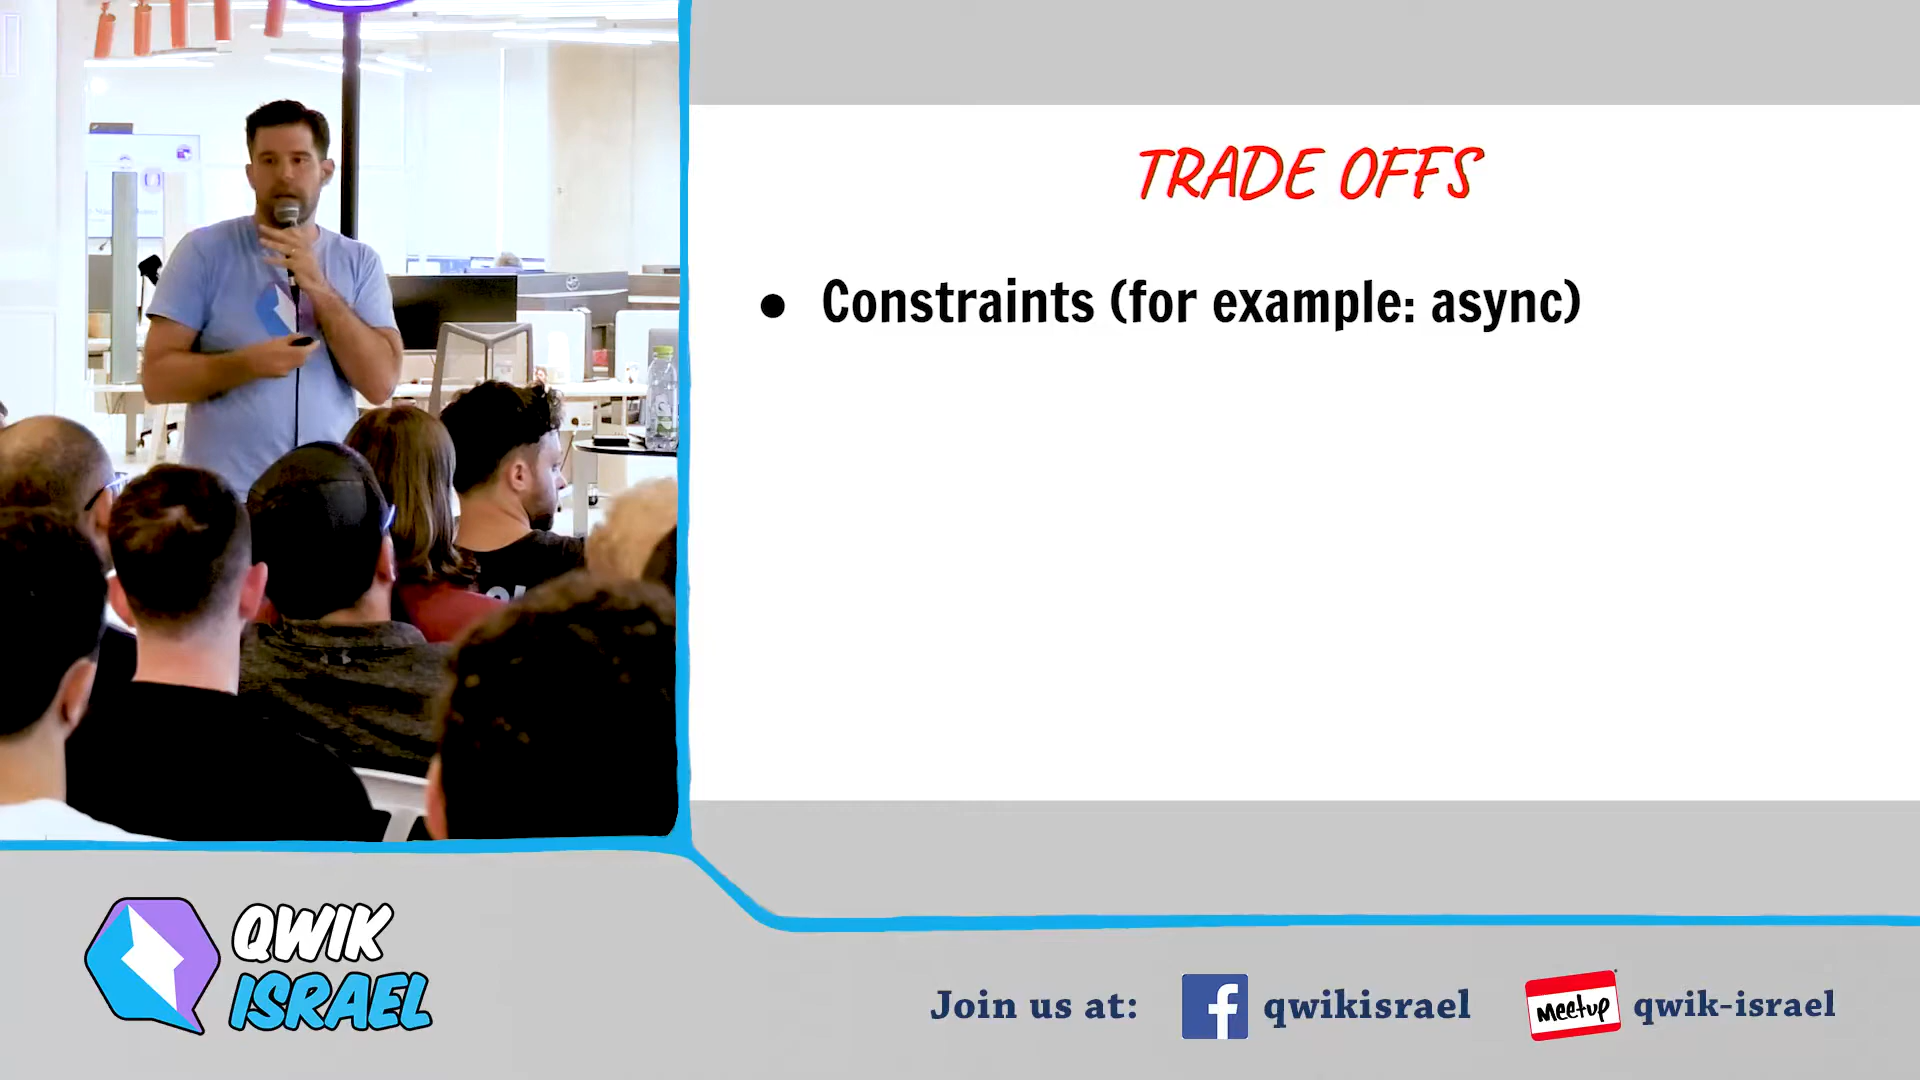 TRADE OFFS
● Constraints (for example: async)
QWIK
ISRAEL
Join us at: qwikisrael Meetup qwik-israel